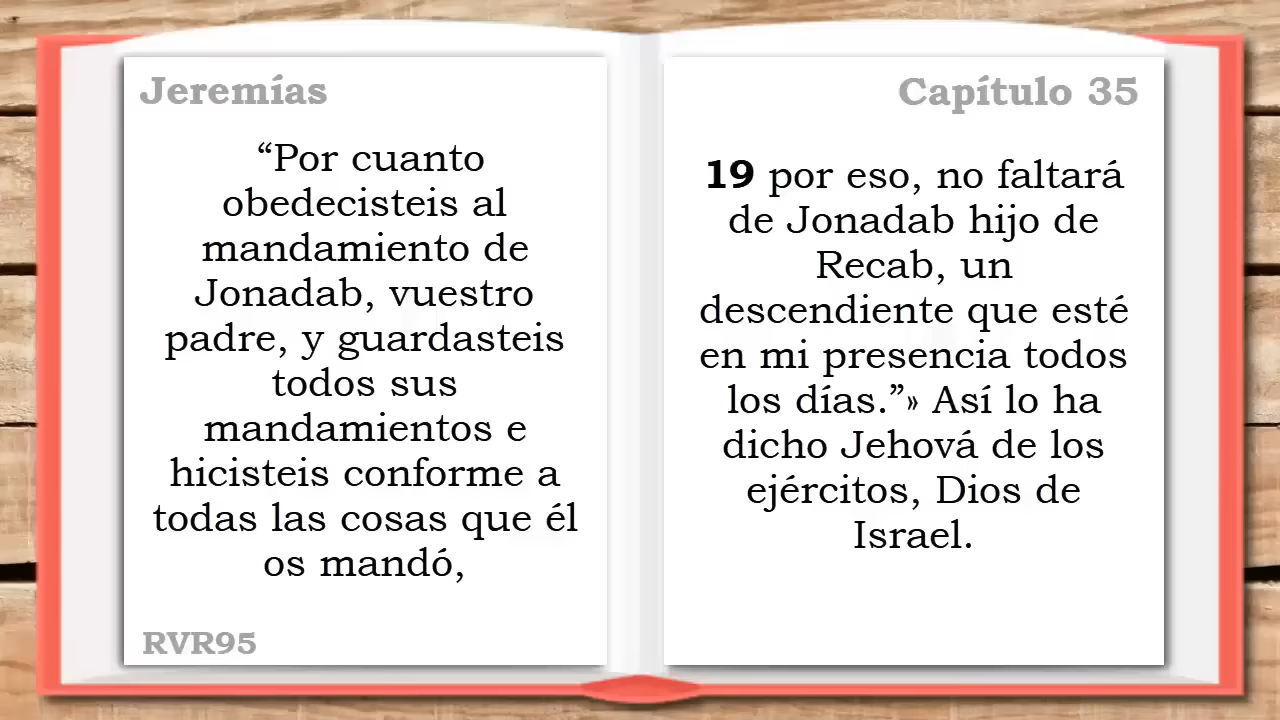 Jeremías
“Por cuanto
obedecisteis al
mandamiento de
Jonadab, vuestro
padre, y guardasteis
todos sus
mandamientos e
hicisteis conforme a
todas las cosas que él
os mandó,
RVR95
Capítulo 35
19 por eso, no faltará
de Jonadab hijo de
Recab, un
descendiente que esté
en mi presencia todos
los días.”» Así lo ha
dicho Jehová de los
ejércitos, Dios de
Israel.